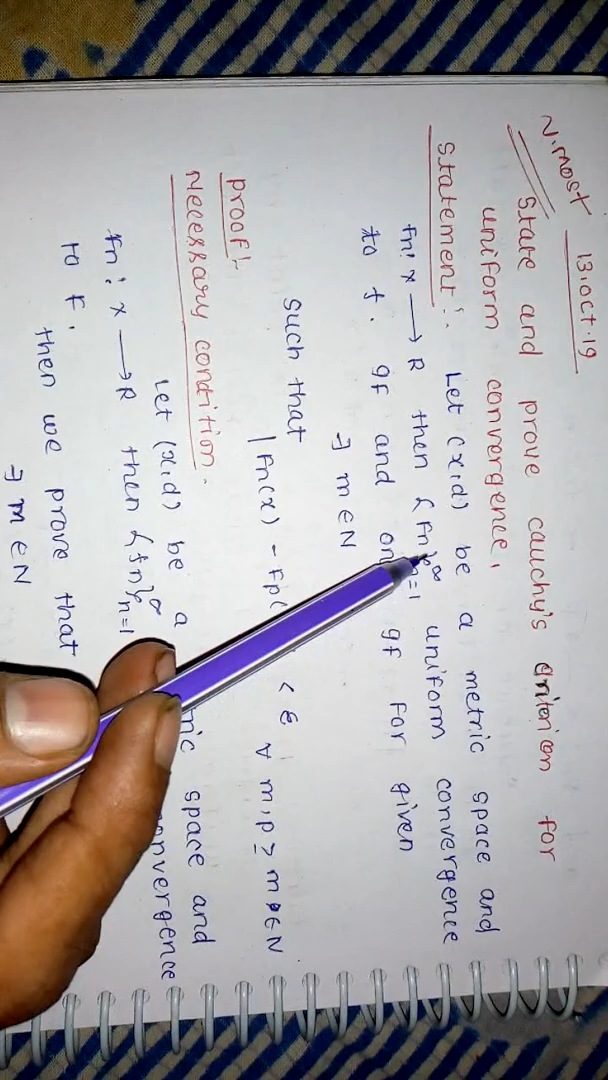 v.most 13.oct.19
State and prove cauchy's criterion for
uniform convergence,
Statement:. Let (x,d) be a metric space and
fn: x → R then {fn}∞n=1 uniform convergence
to f. gf and on gf for given
∃ m ∈ N
such that
|Fn(x) - Fp( < ∈ ∀ m,p ≥ m ∈ N
proof:-
Necessary condition.
Let (x,d) be a space and
fn: x → R then {fn}∞n=1
to F.
then we prove that
∃ m ∈ N